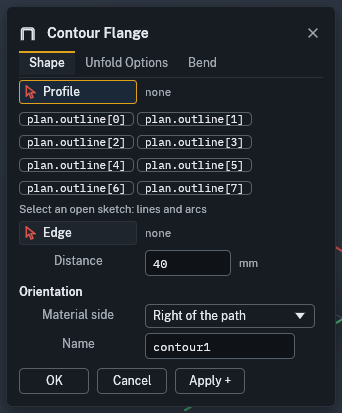 Contour Flange
Shape Unfold Options Bend
Profile none
plan.outline[0] plan.outline[1]
plan.outline[2] plan.outline[3]
plan.outline[4] plan.outline[5]
plan.outline[6] plan.outline[7]
Select an open sketch: lines and arcs
Edge none
Distance 40 mm
Orientation
Material side Right of the path
Name contour1
OK Cancel Apply +